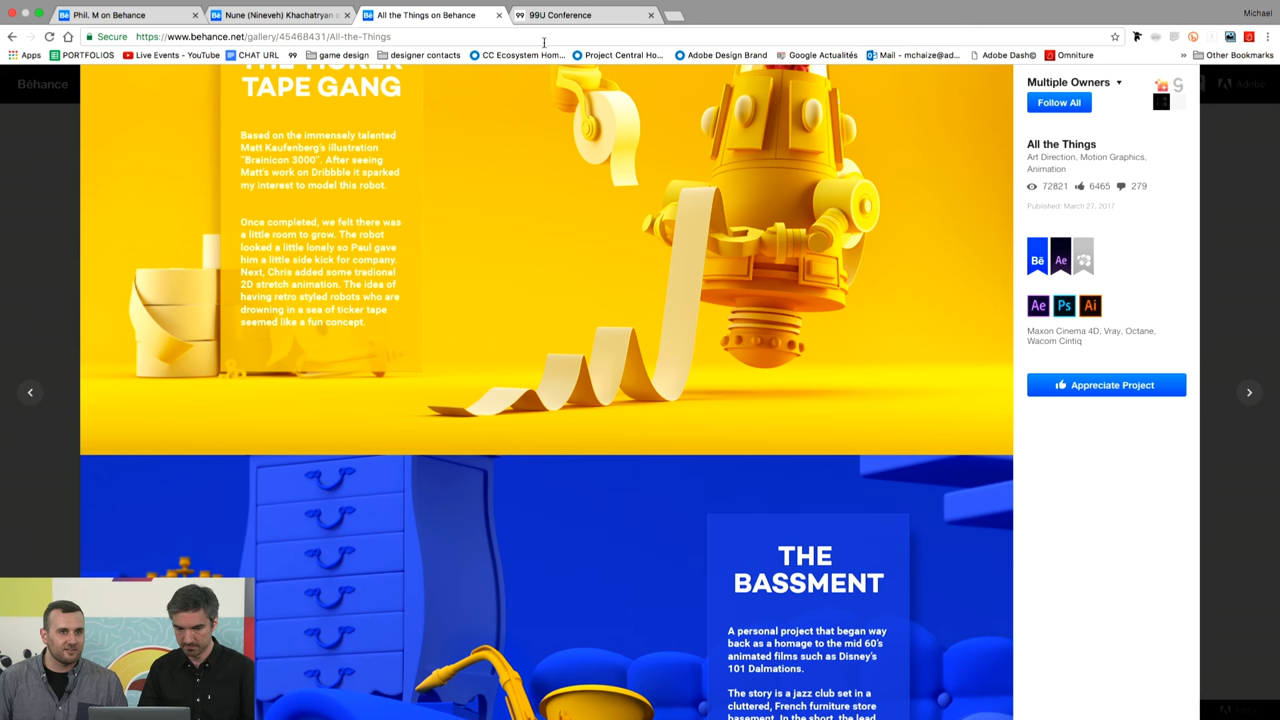 Phil. M on Behance
Nune (Nineveh) Khachatryan
All the Things on Behance
99U Conference
Michael
Secure https://www.behance.net/gallery/45468431/All-the-Things
Apps PORTFOLIOS Live Events - YouTube CHAT URL game design designer contacts CC Ecosystem Hom... Project Central Ho... Adobe Design Brand Google Actualités Mail – mchaize@ad... Adobe Dash© Omniture » Other Bookmarks
Bēhance
Adobe
TAPE GANG
Based on the immensely talented
Matt Kaufenberg's illustration
"Brainicon 3000". After seeing
Matt's work on Dribbble it sparked
my interest to model this robot.
Once completed, we felt there was
a little room to grow. The robot
looked a little lonely so Paul gave
him a little side kick for company.
Next, Chris added some tradional
2D stretch animation. The idea of
having retro styled robots who are
drowning in a sea of ticker tape
seemed like a fun concept.
Multiple Owners
Follow All
All the Things
Art Direction, Motion Graphics,
Animation
72821 6465 279
Published: March 27, 2017
Bē Ae
Ae Ps Ai
Maxon Cinema 4D, Vray, Octane,
Wacom Cintiq
Appreciate Project
THE
BASSMENT
A personal project that began way
back as a homage to the mid 60's
animated films such as Disney's
101 Dalmations.
The story is a jazz club set in a
cluttered, French furniture store
basement. In the short, the lead